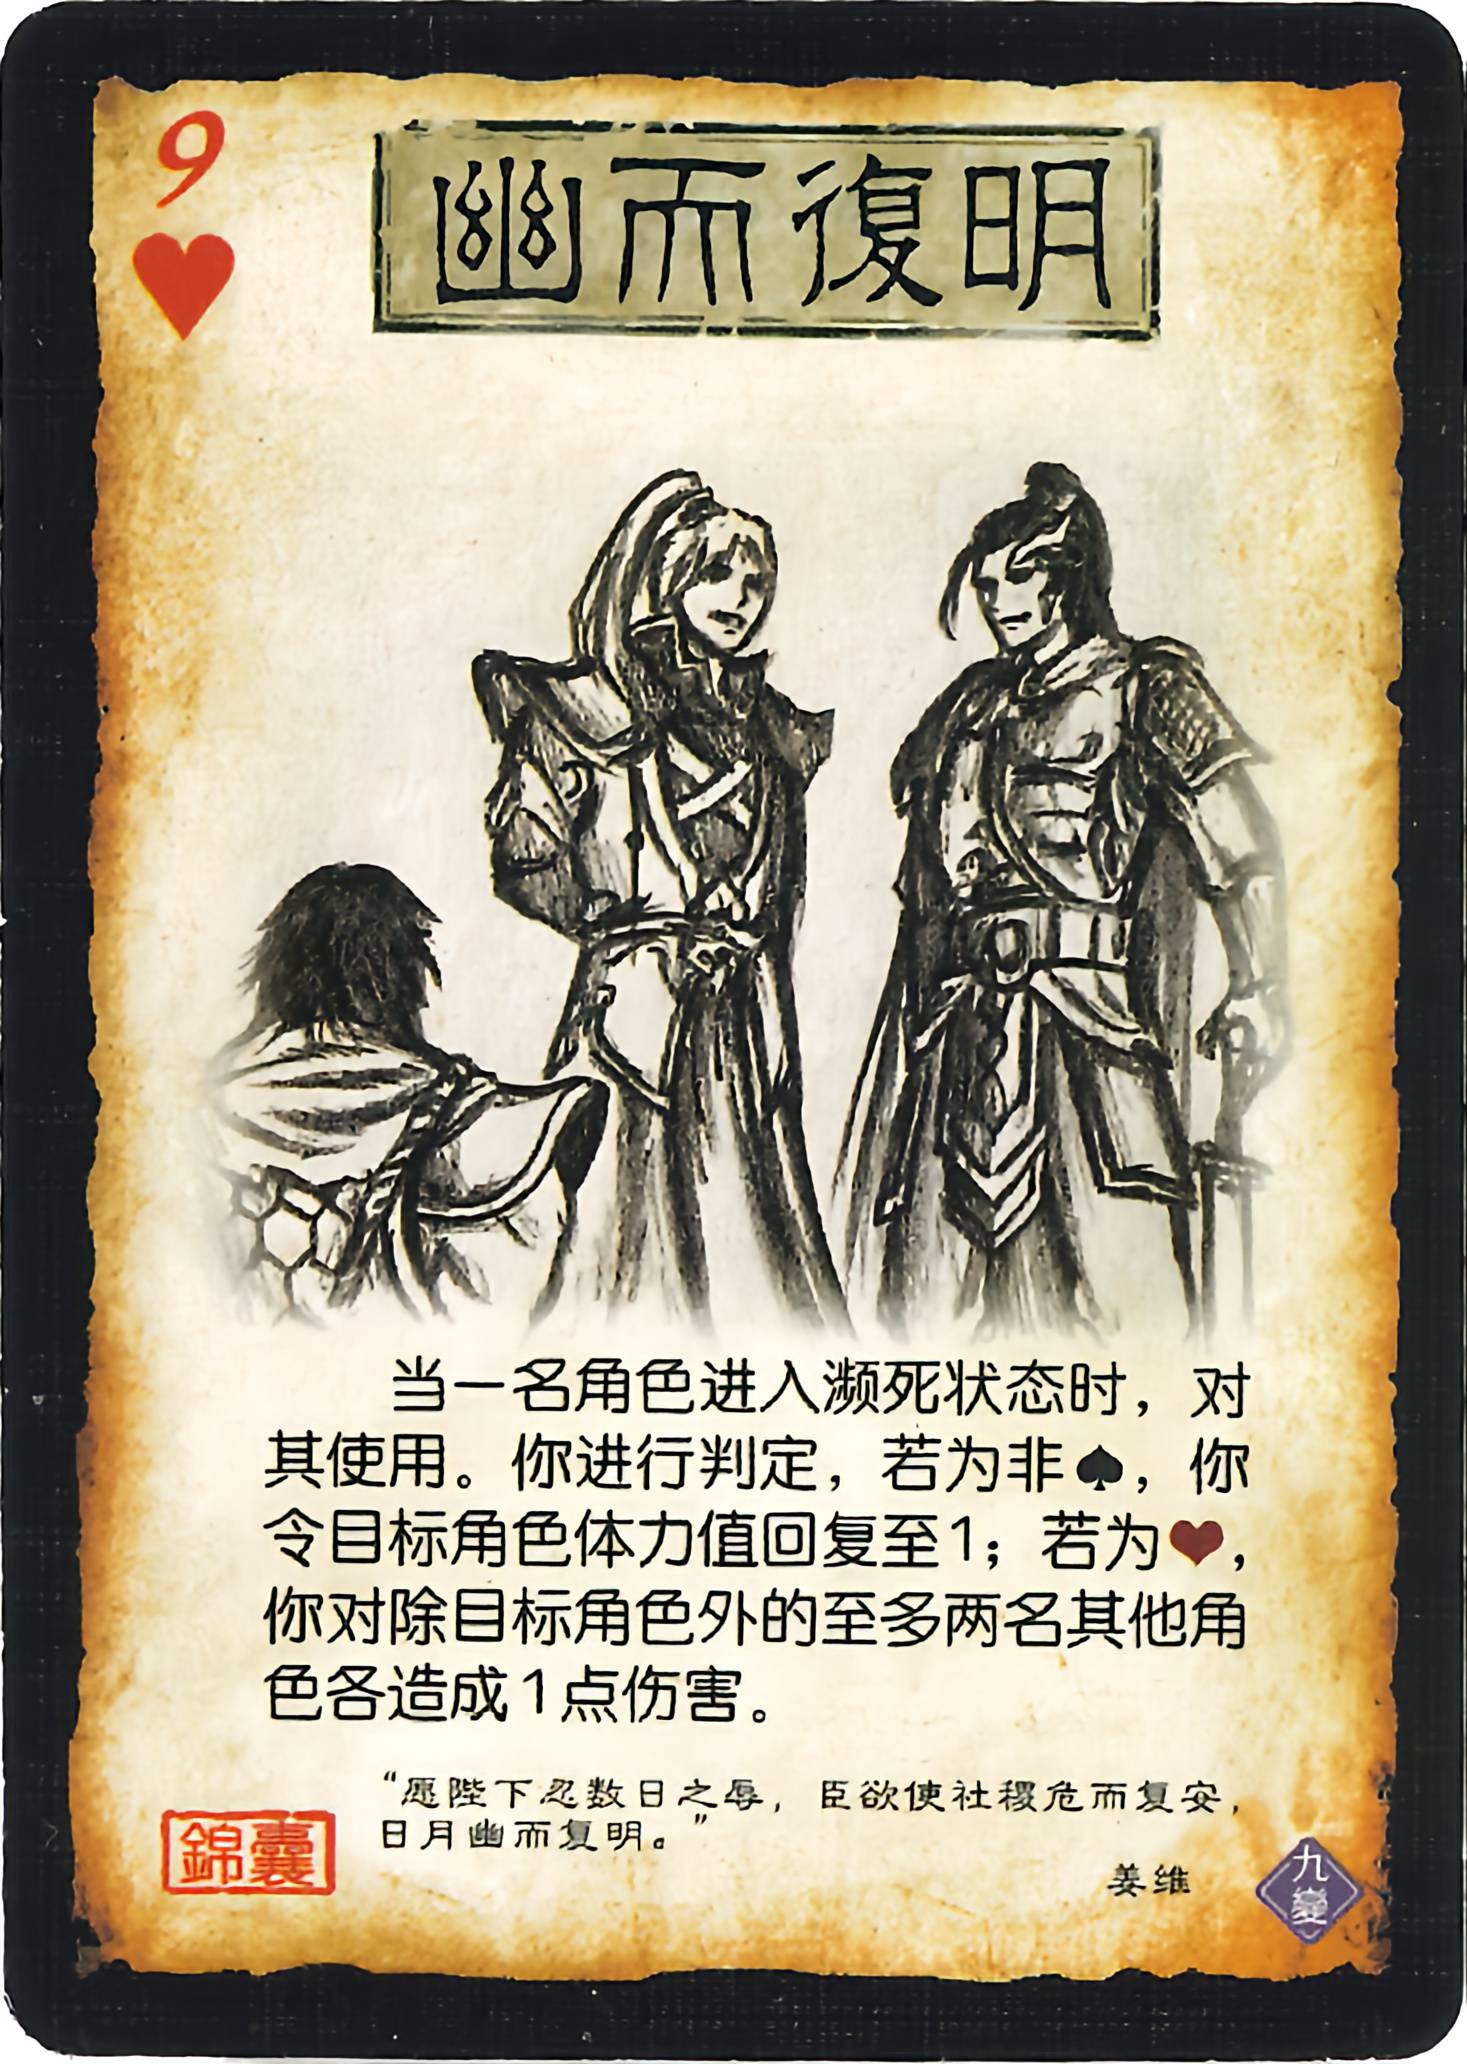 9
幽而復明
当一名角色进入濒死状态时，对
其使用。你进行判定，若为非♠，你
令目标角色体力值回复至1；若为♥，
你对除目标角色外的至多两名其他角
色各造成1点伤害。
“愿陛下忍数日之辱，臣欲使社稷危而复安，
日月幽而复明。”
姜维
錦囊
九變